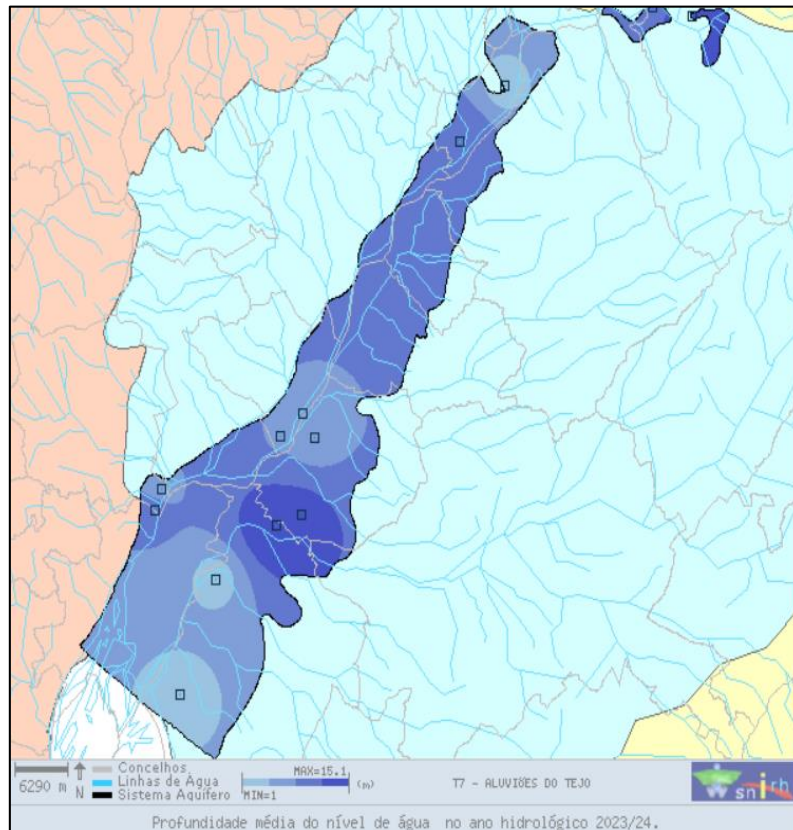 6290 m
N
Concelhos
Linhas de Água
Sistema Aquífero
MAX=15.1
MIN=1
(m)
T7 - ALUVIÕES DO TEJO
snirh
Profundidade média do nível de água no ano hidrológico 2023/24.